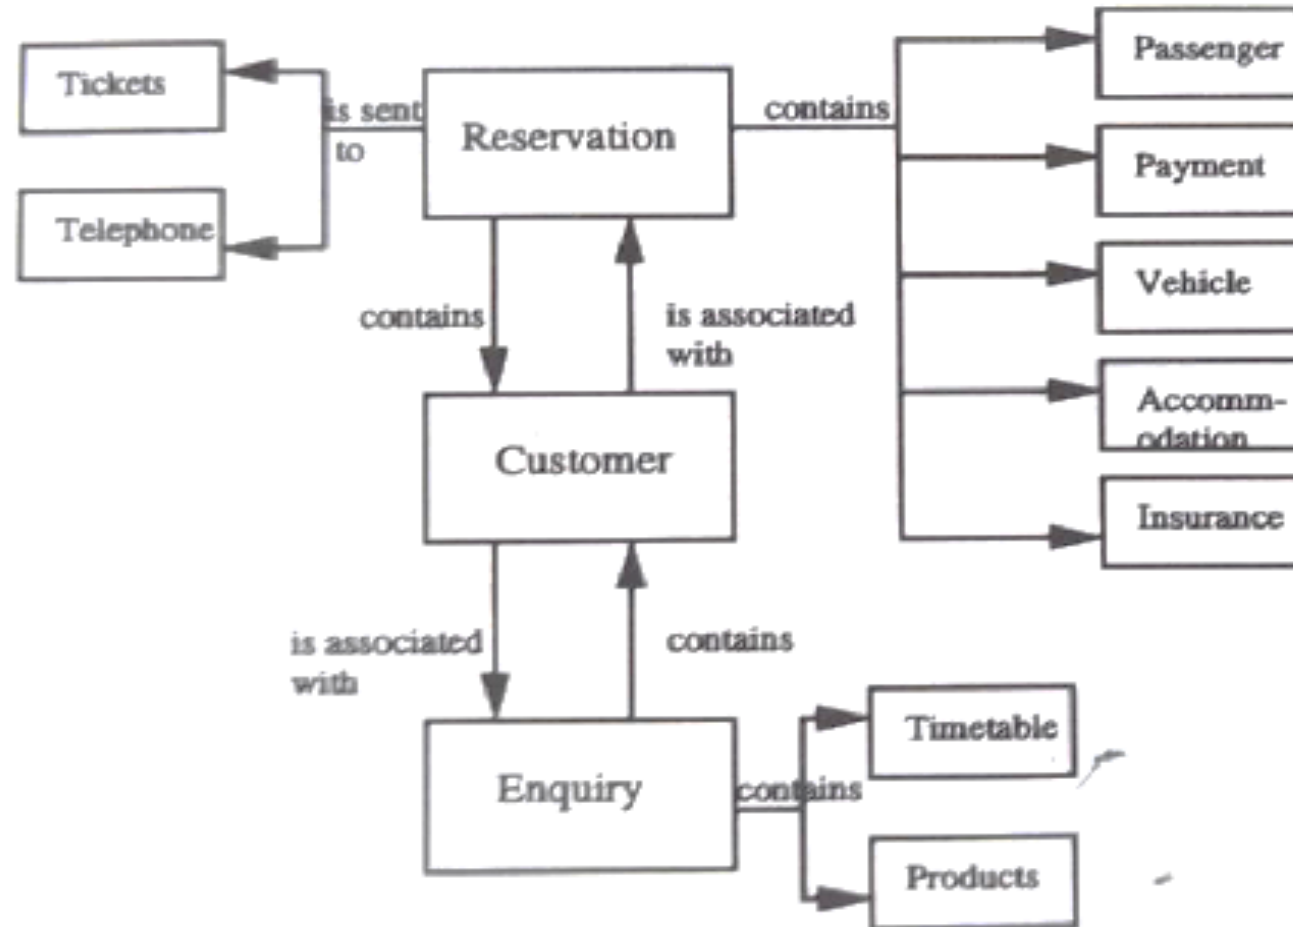 Tickets
is sent
to
Telephone
Reservation
contains
Passenger
Payment
Vehicle
Accomm-
odation
Insurance
contains
is associated
with
Customer
is associated
with
contains
Enquiry
contains
Timetable
Products